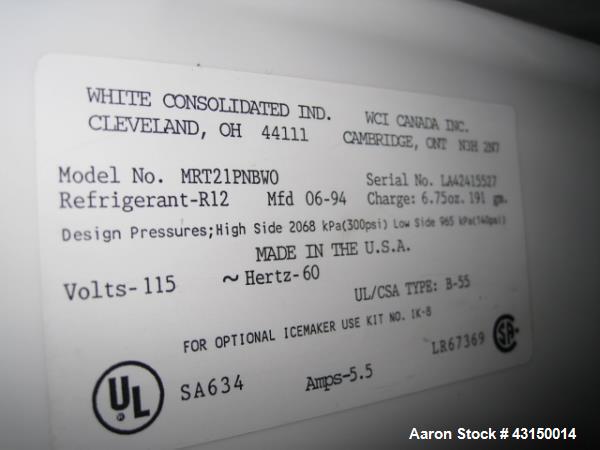 WHITE CONSOLIDATED IND. WCI CANADA INC.
CLEVELAND, OH 44111 CAMBRIDGE, ONT N3H 2N7
Model No. MRT21PNBWO Serial No. LA42415527
Refrigerant-R12 Mfd 06-94 Charge: 6.75oz. 191 gm.
Design Pressures;High Side 2068 kPa(300psi) Low Side 965 kPa(140psi)
MADE IN THE U.S.A.
Volts-115 ~Hertz-60
UL/CSA TYPE: B-55
FOR OPTIONAL ICEMAKER USE KIT NO. IK-8
UL SA634 Amps-5.5 LR67369 SA
Aaron Stock # 43150014